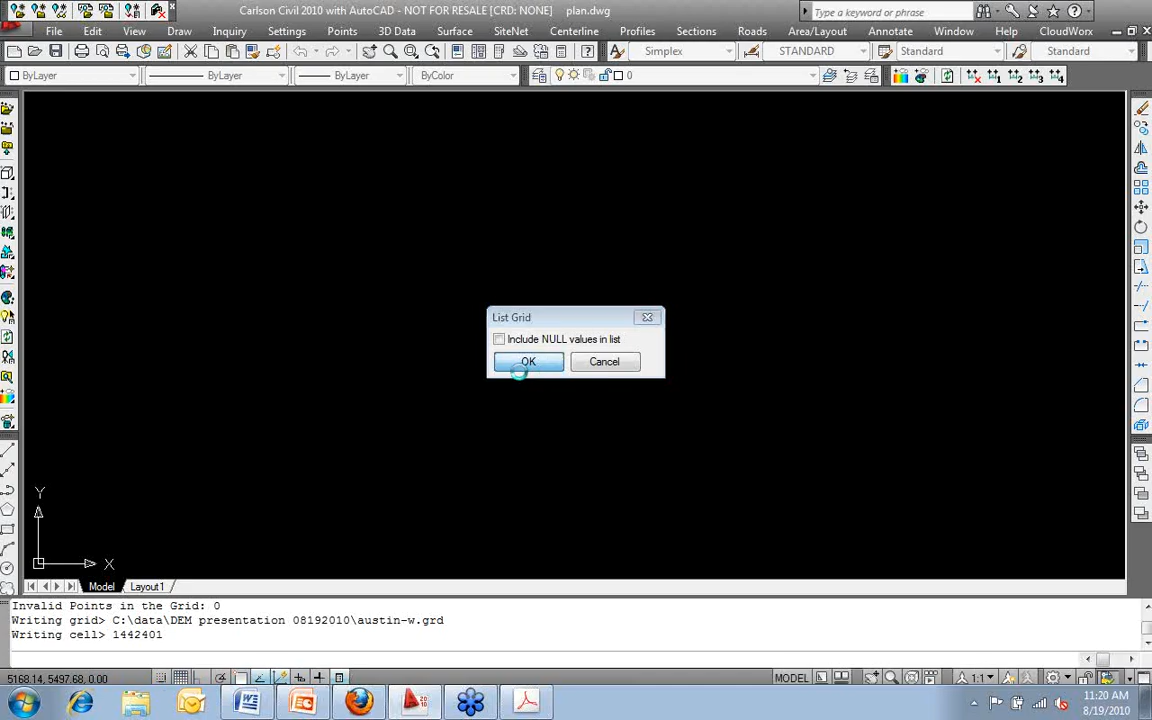 Carlson Civil 2010 with AutoCAD - NOT FOR RESALE [CRD: NONE] plan.dwg
Type a keyword or phrase
File Edit View Draw Inquiry Settings Points 3D Data Surface SiteNet Centerline Profiles Sections Roads Area/Layout Annotate Window Help CloudWorx
Simplex STANDARD Standard Standard
ByLayer ByLayer ByLayer ByColor 0
List Grid
Include NULL values in list
OK Cancel
Y
X
Model Layout1
Invalid Points in the Grid: 0
Writing grid> C:\data\DEM presentation 08192010\austin-w.grd
Writing cell> 1442401
5168.14, 5497.68, 0.00 MODEL 1:1
11:20 AM
8/19/2010